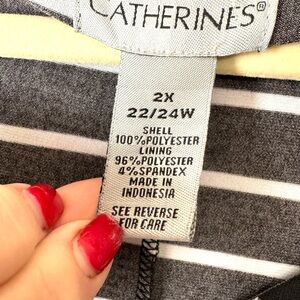 CATHERINES®
2X
22/24W
SHELL
100%POLYESTER
LINING
96%POLYESTER
4%SPANDEX
MADE IN
INDONESIA
SEE REVERSE
FOR CARE